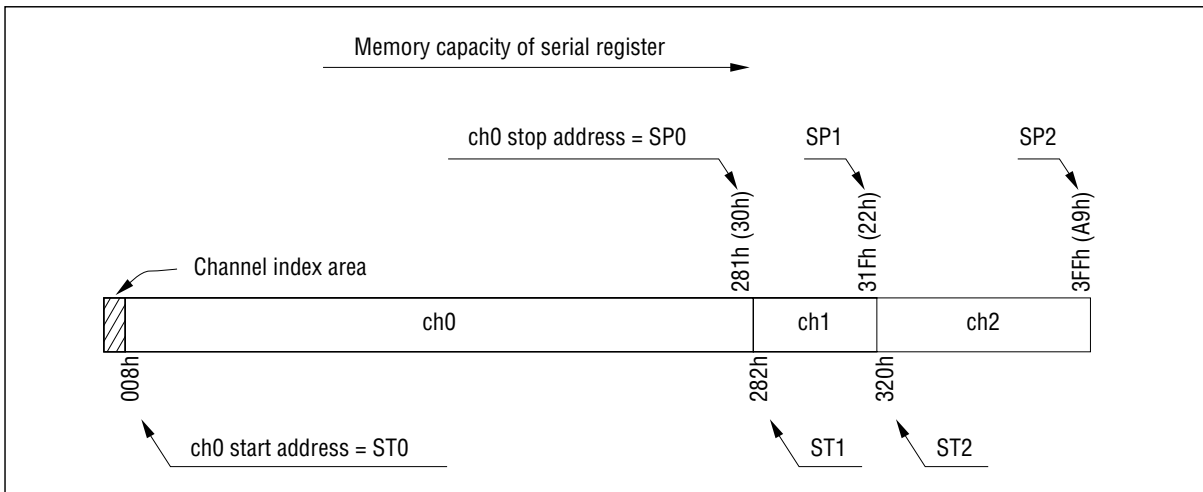 Memory capacity of serial register
ch0 stop address = SP0
SP1
SP2
281h (30h)
31Fh (22h)
3FFh (A9h)
Channel index area
ch0
ch1
ch2
008h
282h
320h
ch0 start address = ST0
ST1
ST2